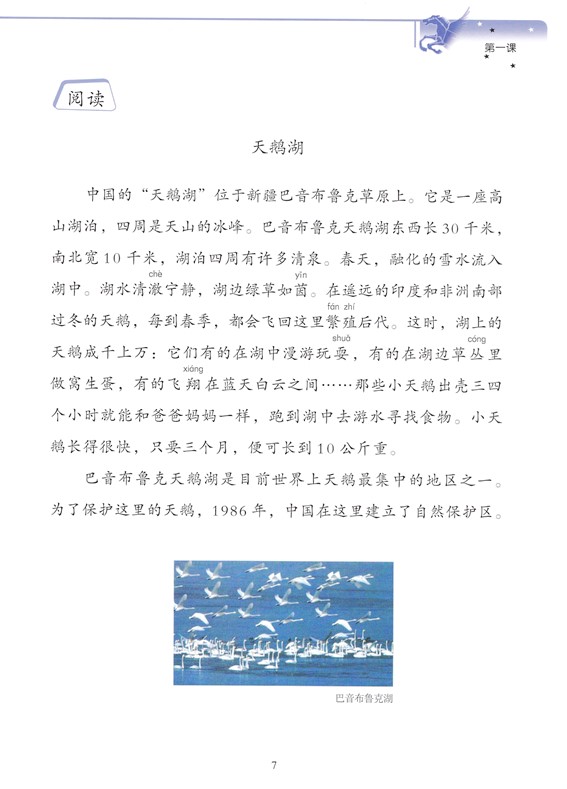 第一课
阅读
天鹅湖
中国的“天鹅湖”位于新疆巴音布鲁克草原上。它是一座高
山湖泊，四周是天山的冰峰。巴音布鲁克天鹅湖东西长30千米，
南北宽10千米，湖泊四周有许多清泉。春天，融化的雪水流入
chè yīn
湖中。湖水清澈宁静，湖边绿草如茵。在遥远的印度和非洲南部
fán zhí
过冬的天鹅，每到春季，都会飞回这里繁殖后代。这时，湖上的
shuǎ cóng
天鹅成千上万：它们有的在湖中漫游玩耍，有的在湖边草丛里
xiáng
做窝生蛋，有的飞翔在蓝天白云之间……那些小天鹅出壳三四
个小时就能和爸爸妈妈一样，跑到湖中去游水寻找食物。小天
鹅长得很快，只要三个月，便可长到10公斤重。
巴音布鲁克天鹅湖是目前世界上天鹅最集中的地区之一。
为了保护这里的天鹅，1986年，中国在这里建立了自然保护区。
巴音布鲁克湖
7